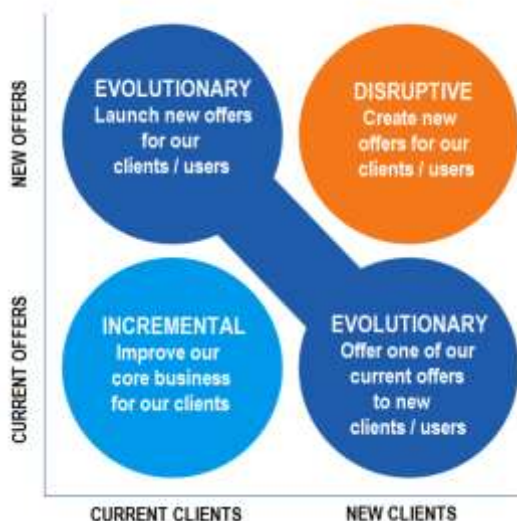 NEW OFFERS
EVOLUTIONARY
Launch new offers
for our
clients / users
DISRUPTIVE
Create new
offers for our
clients / users
CURRENT OFFERS
INCREMENTAL
Improve our
core business
for our clients
EVOLUTIONARY
Offer one of our
current offers
to new
clients / users
CURRENT CLIENTS
NEW CLIENTS